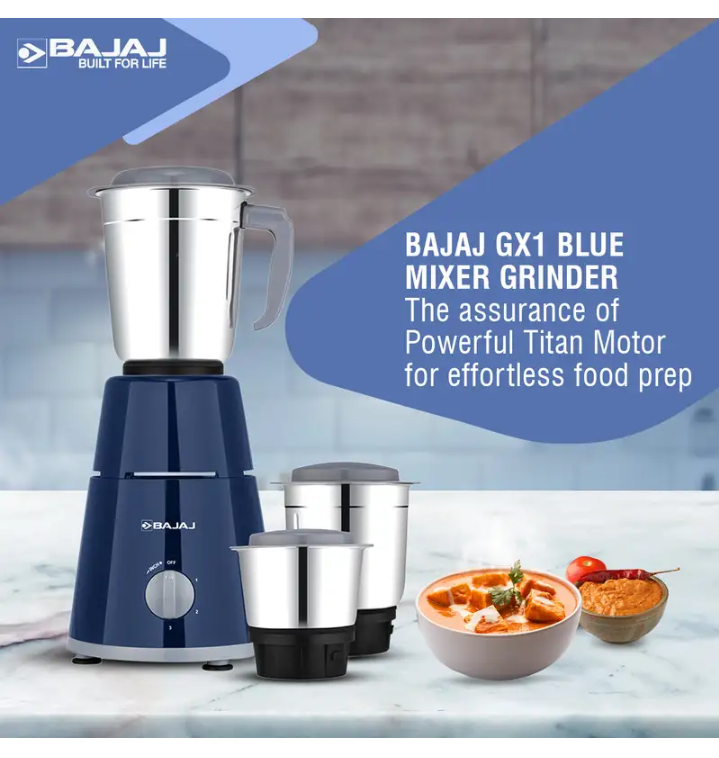 BAJAJ
BUILT FOR LIFE
BAJAJ GX1 BLUE
MIXER GRINDER
The assurance of
Powerful Titan Motor
for effortless food prep
BAJAJ
INCH OFF
1
2
3